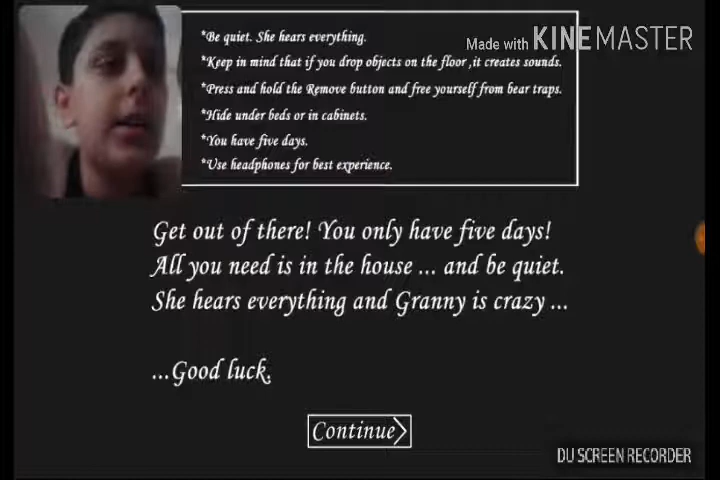 *Be quiet. She hears everything.
Made with KINEMASTER
*Keep in mind that if you drop objects on the floor ,it creates sounds.
*Press and hold the Remove button and free yourself from bear traps.
*Hide under beds or in cabinets.
*You have five days.
*Use headphones for best experience.
Get out of there! You only have five days!
All you need is in the house ... and be quiet.
She hears everything and Granny is crazy ...
...Good luck.
Continue
DU SCREEN RECORDER